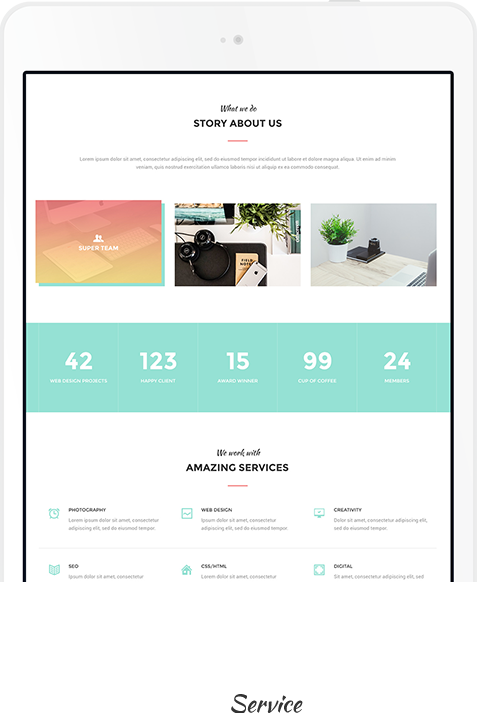 What we do
STORY ABOUT US
Lorem ipsum dolor sit amet, consectetur adipiscing elit, sed do eiusmod tempor incididunt ut labore et dolore magna aliqua. Ut enim ad minim
veniam, quis nostrud exercitation ullamco laboris nisi ut aliquip ex ea commodo consequat.
SUPER TEAM
FIELD NOTES
42 123 15 99 24
WEB DESIGN PROJECTS HAPPY CLIENT AWARD WINNER CUP OF COFFEE MEMBERS
We work with
AMAZING SERVICES
PHOTOGRAPHY WEB DESIGN CREATIVITY
Lorem ipsum dolor sit amet, consectetur Lorem ipsum dolor sit amet, consectetur Dolor sit amet, consectetur adipiscing elit,
adipiscing elit, sed do eiusmod tempor. adipiscing elit, sed do eiusmod tempor. sed do eiusmod tempor.
SEO CSS/HTML DIGITAL
Ipsum dolor sit amet, consectetur Lorem ipsum dolor sit amet, consectetur Sit amet, consectetur adipiscing elit, sed
Service